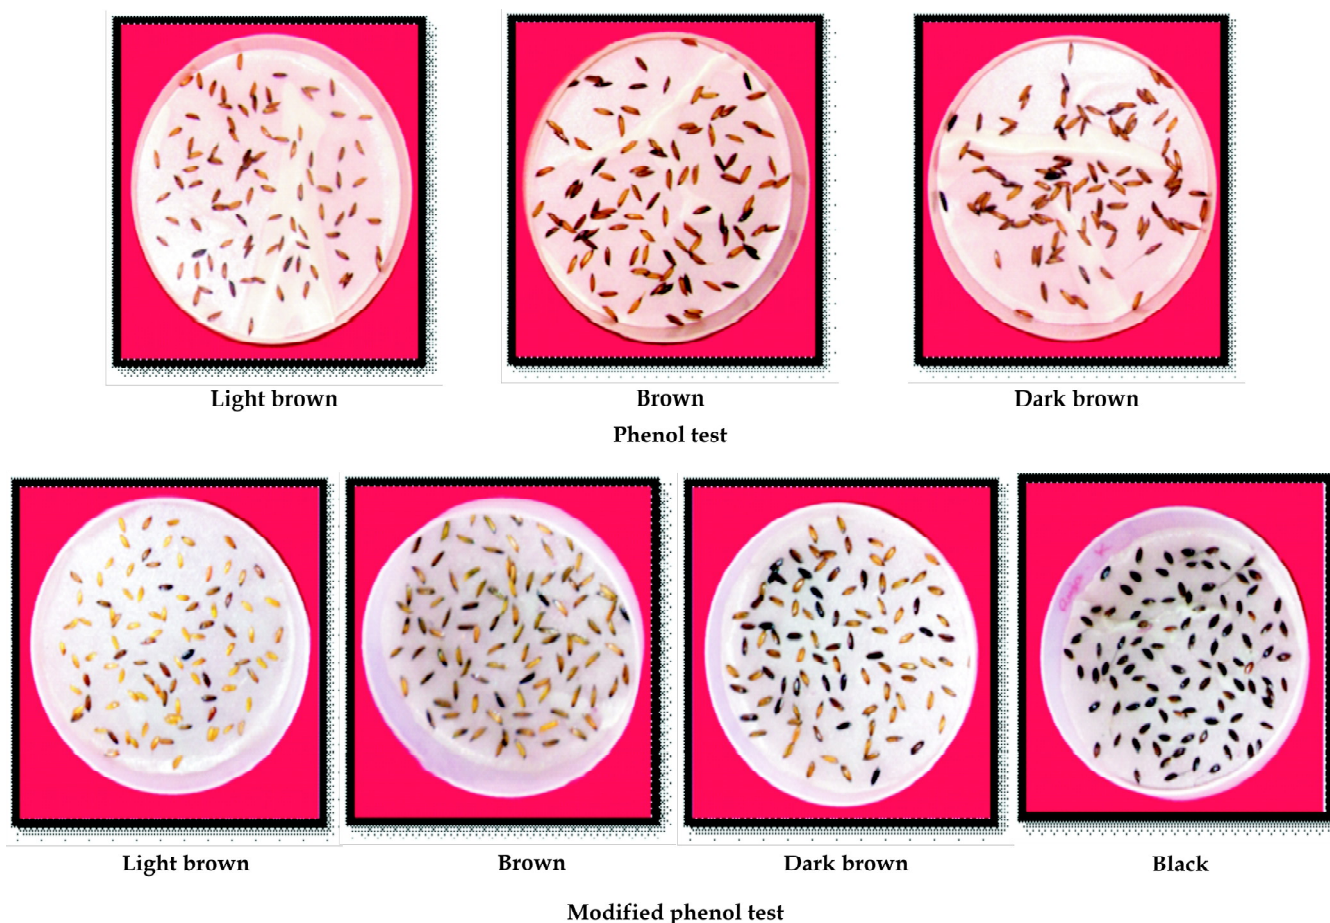 Light brown
Brown
Dark brown
Phenol test
Light brown
Brown
Dark brown
Black
Modified phenol test